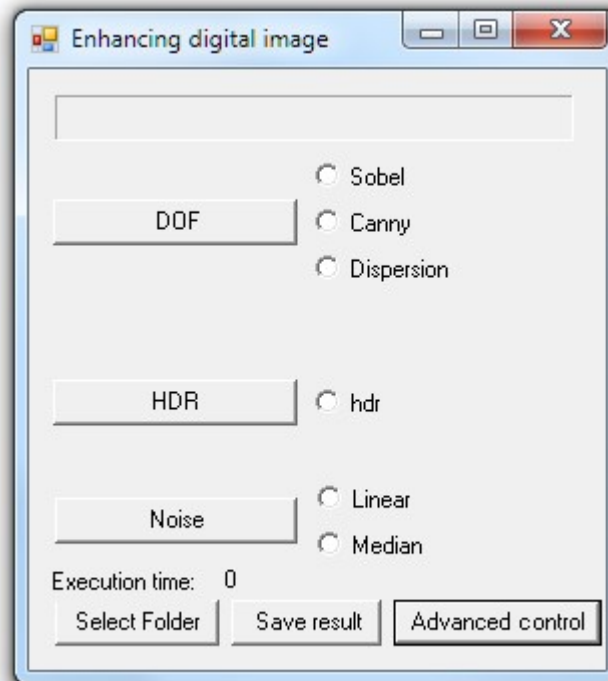 Enhancing digital image
Sobel
DOF
Canny
Dispersion
HDR
hdr
Linear
Noise
Median
Execution time: 0
Select Folder
Save result
Advanced control